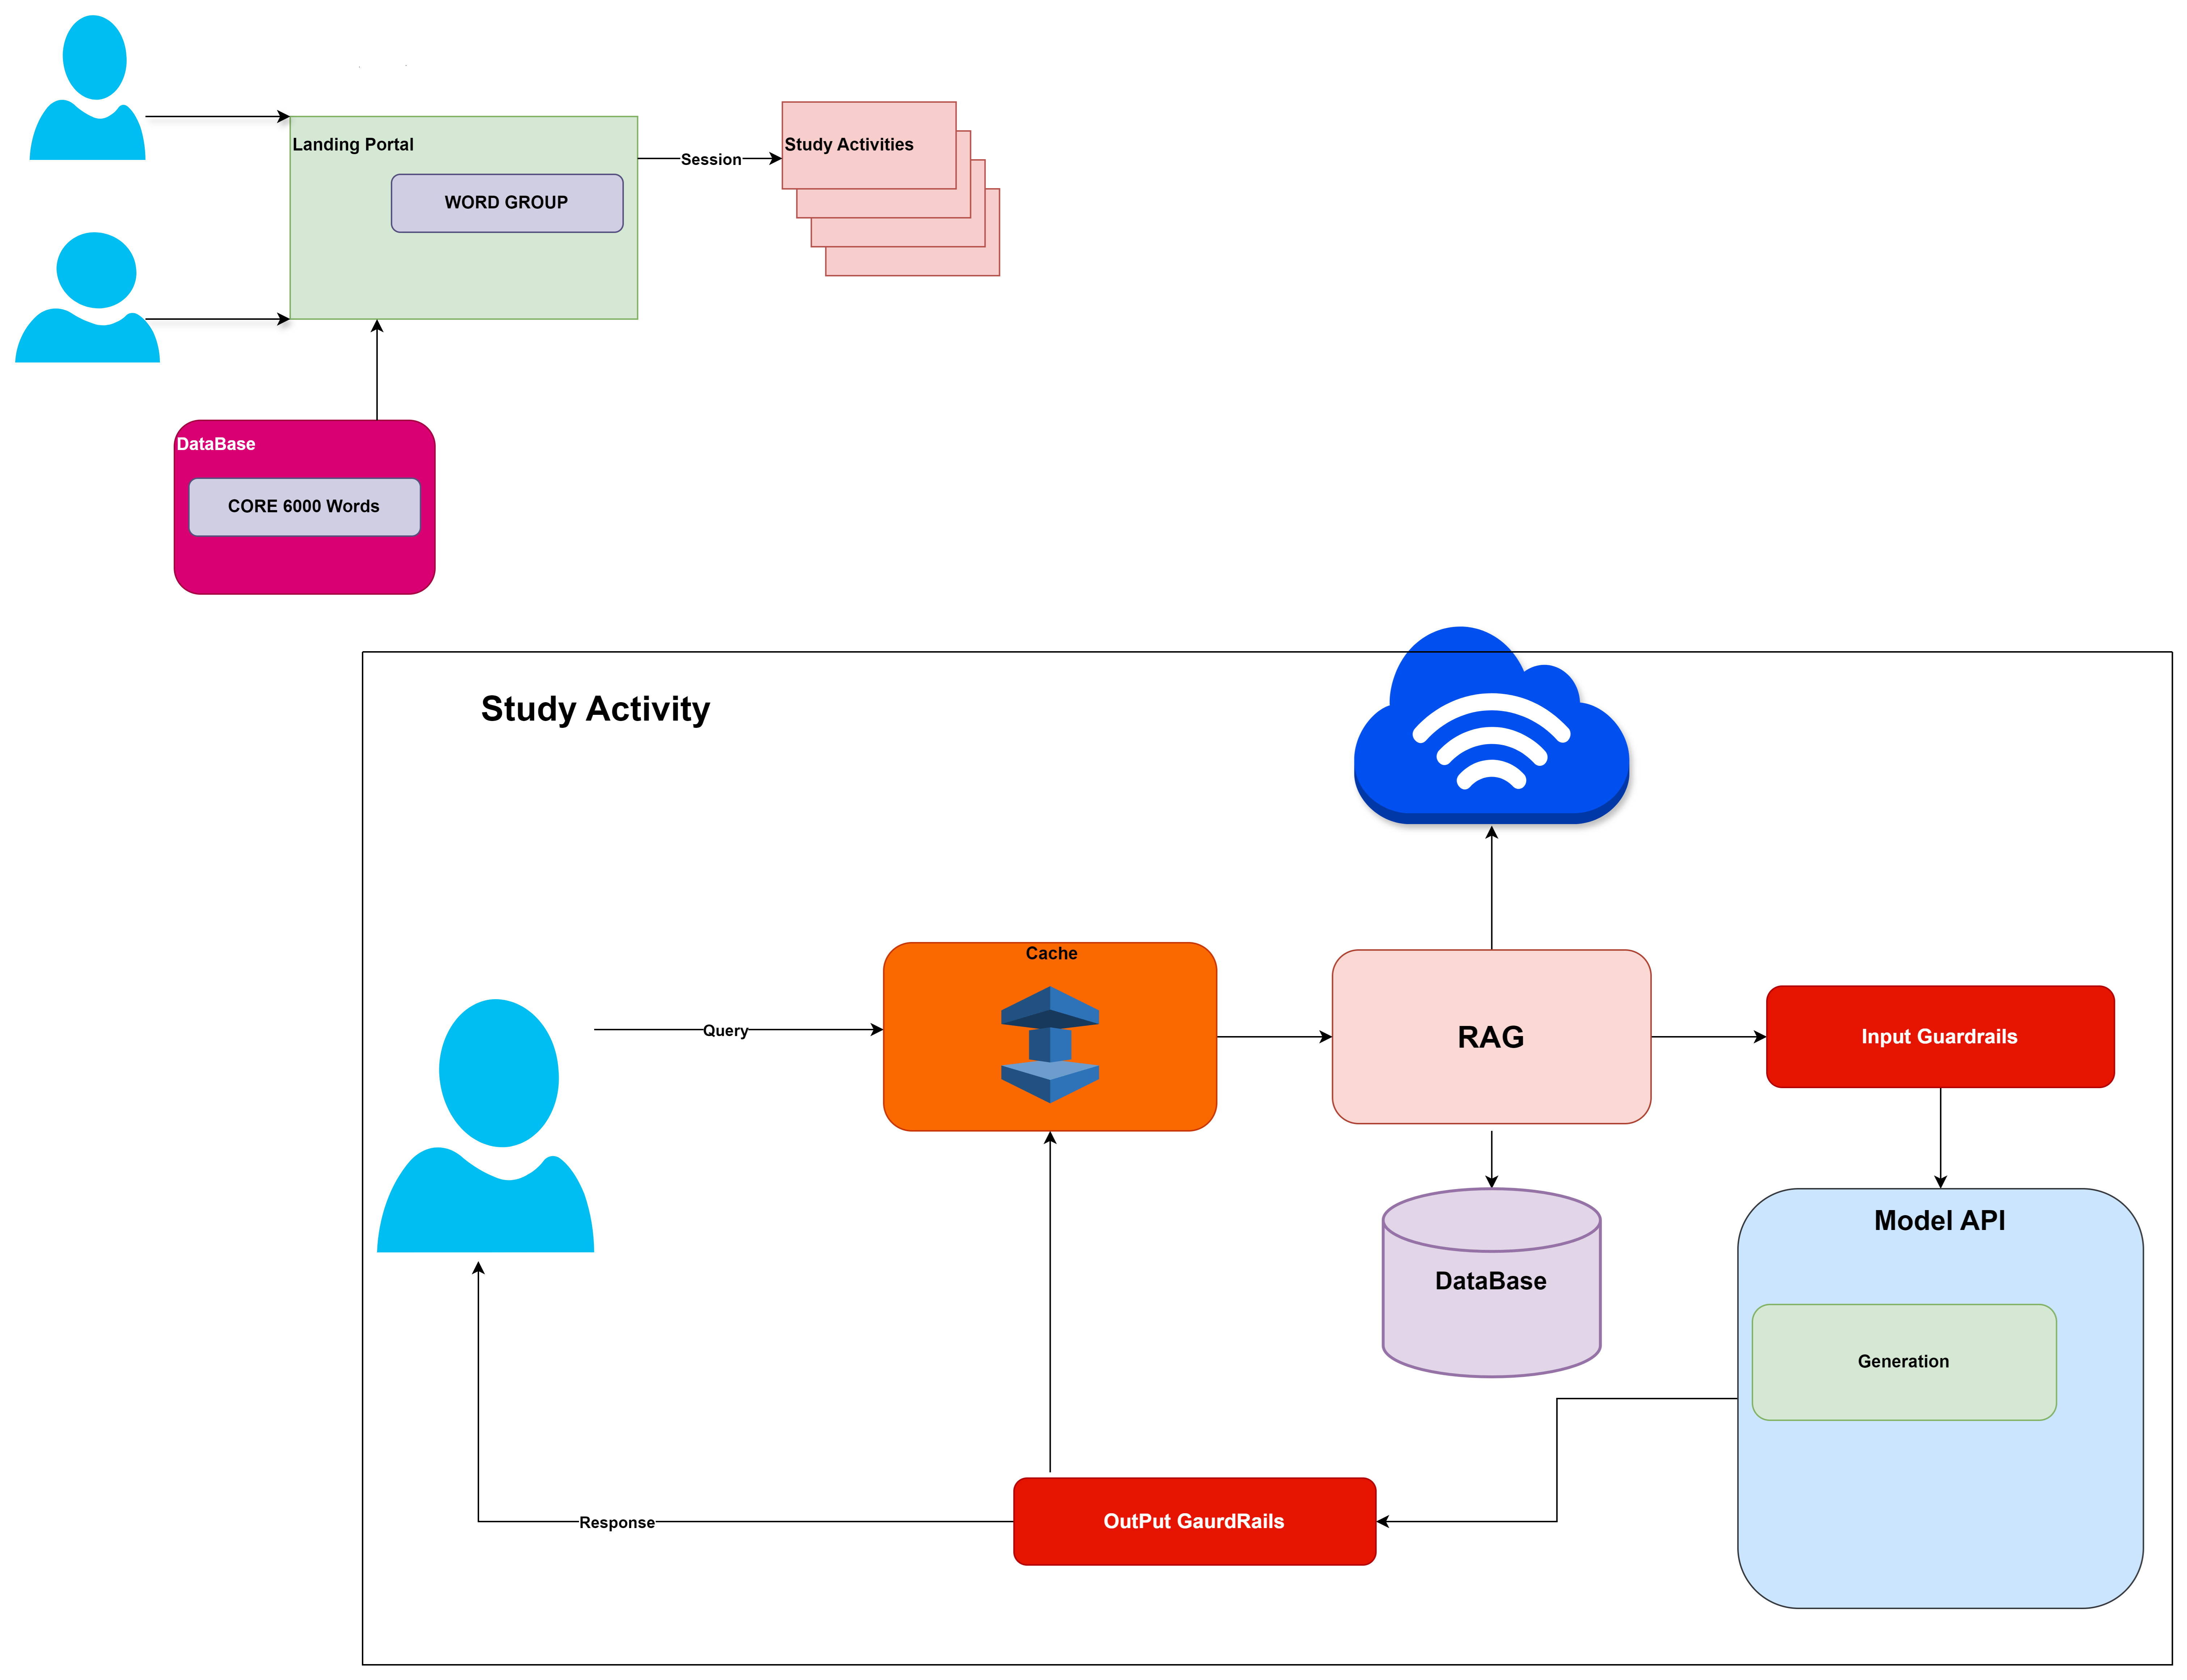 Landing Portal
WORD GROUP
Session
Study Activities
DataBase
CORE 6000 Words
Study Activity
Query
Cache
RAG
Input Guardrails
Model API
DataBase
Generation
Response
OutPut GaurdRails